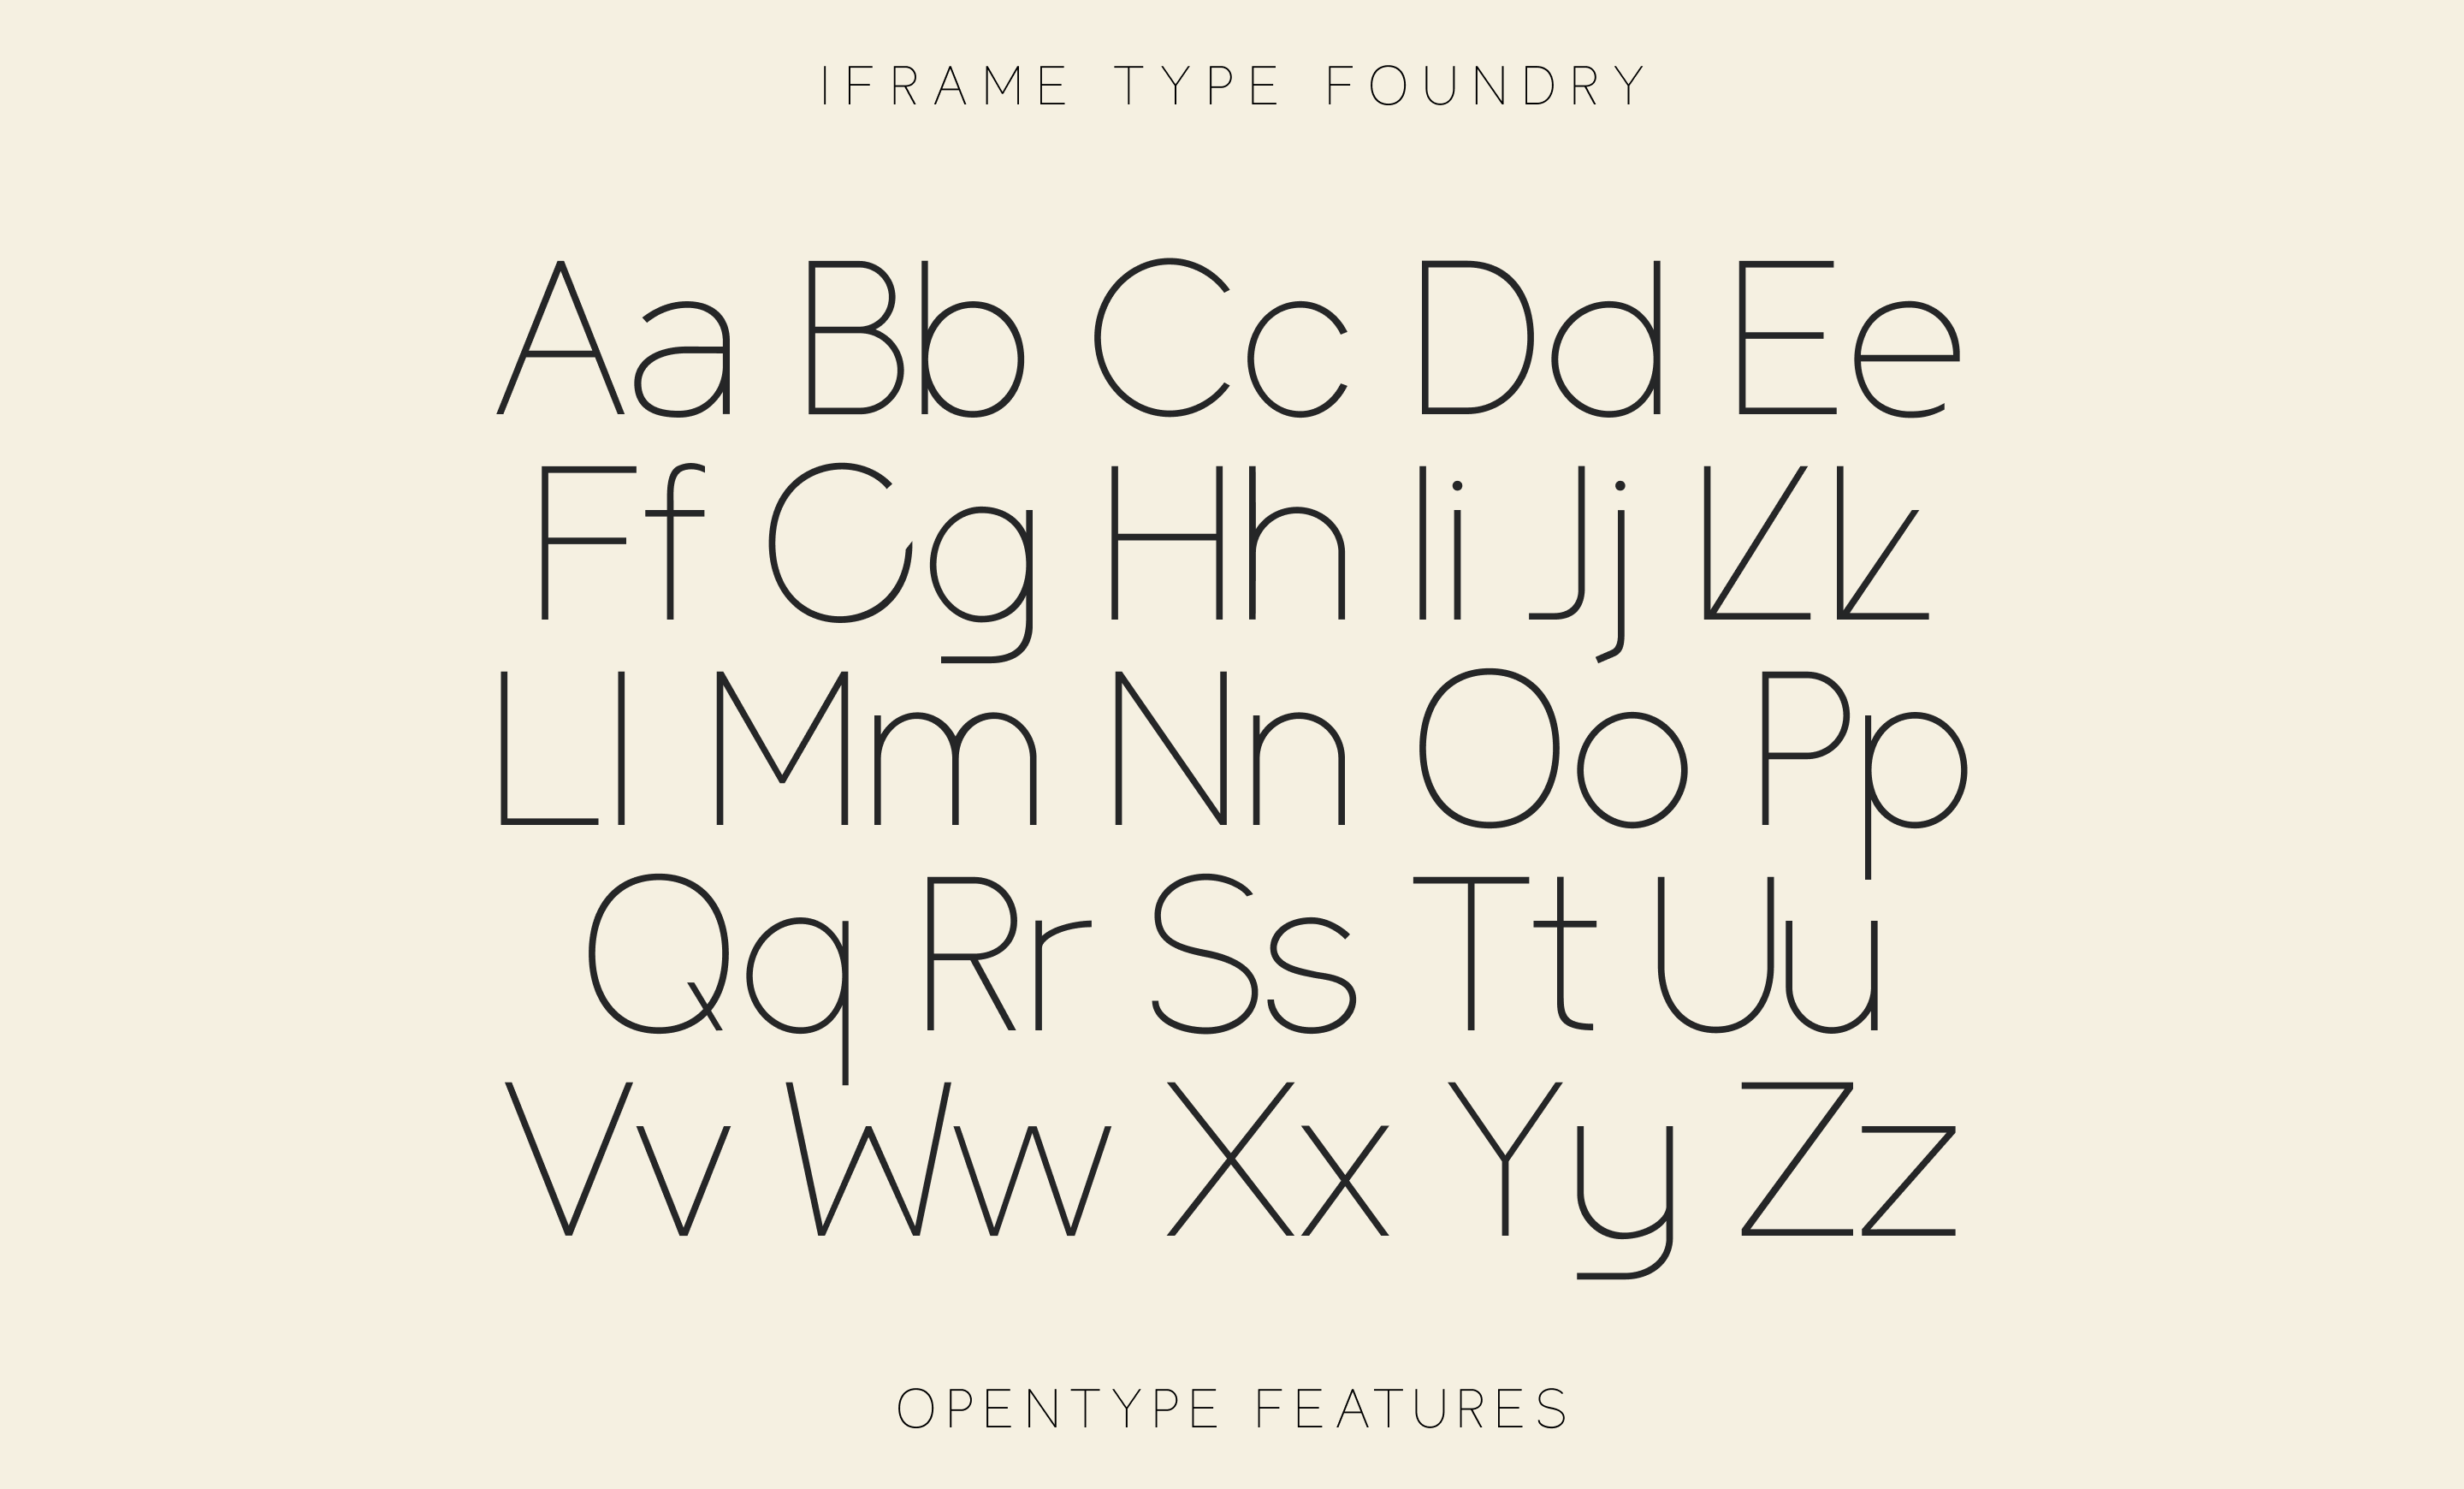 IFRAME TYPE FOUNDRY
Aa Bb Cc Dd Ee
Ff Gg Hh Ii Jj Kk
Ll Mm Nn Oo Pp
Qq Rr Ss Tt Uu
Vv Ww Xx Yy Zz
OPENTYPE FEATURES